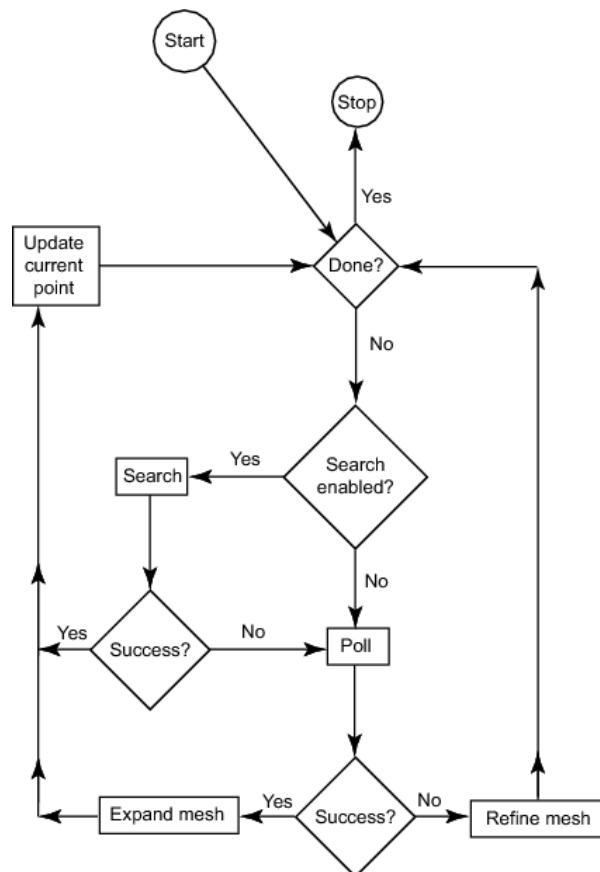 Start
Stop
Yes
Update
current
point
Done?
No
Yes
Search
Search
enabled?
No
Yes
Success?
No
Poll
Expand mesh
Yes
Success?
No
Refine mesh